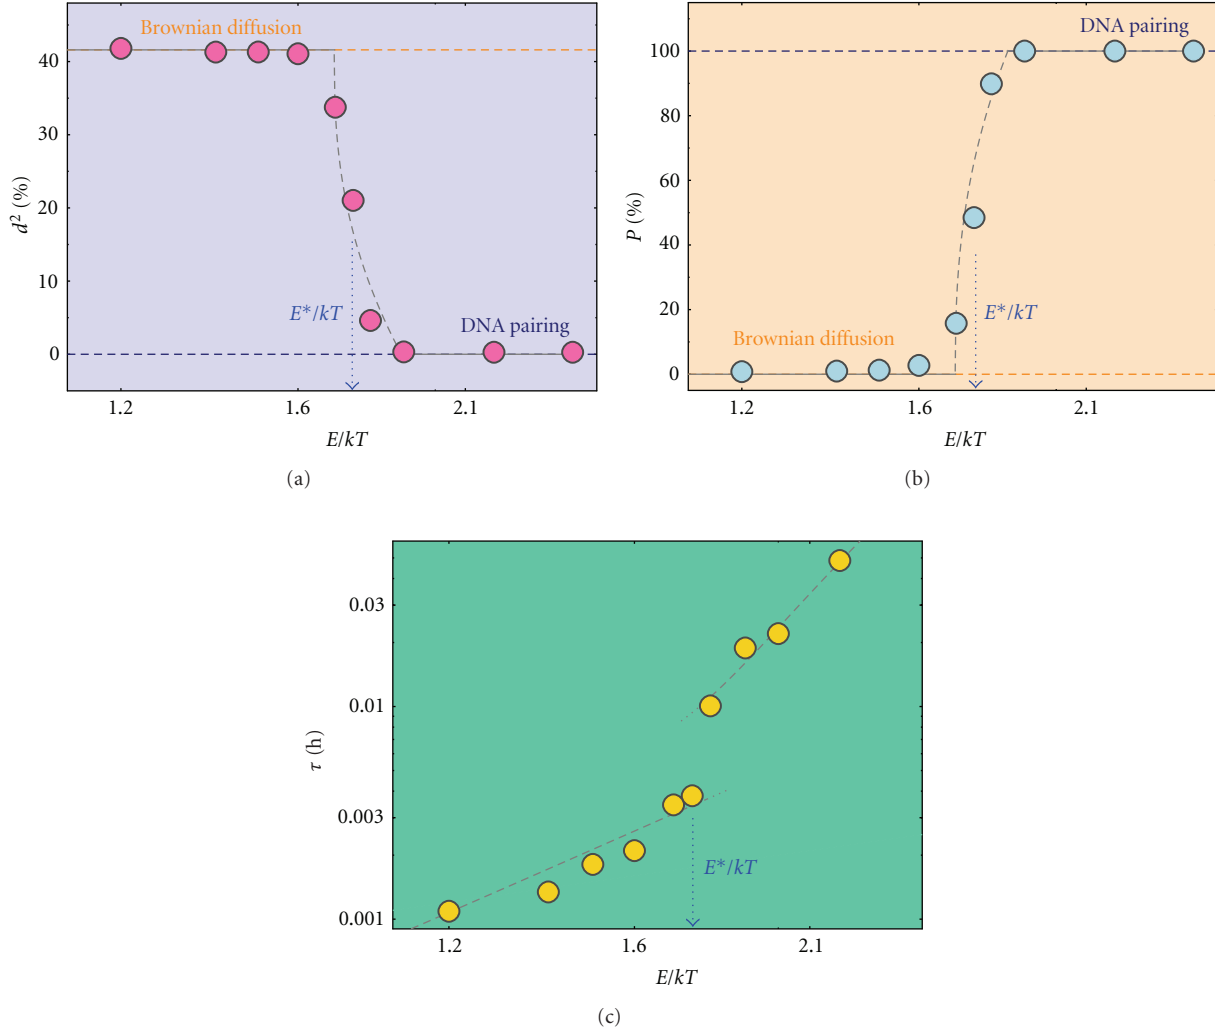 Brownian diffusion
40
30
20
10
0
d² (%)
E*/kT
DNA pairing
1.2 1.6 2.1
E/kT
(a)
DNA pairing
100
80
60
40
20
0
P (%)
E*/kT
Brownian diffusion
1.2 1.6 2.1
E/kT
(b)
0.03
0.01
0.003
0.001
τ (h)
E*/kT
1.2 1.6 2.1
E/kT
(c)